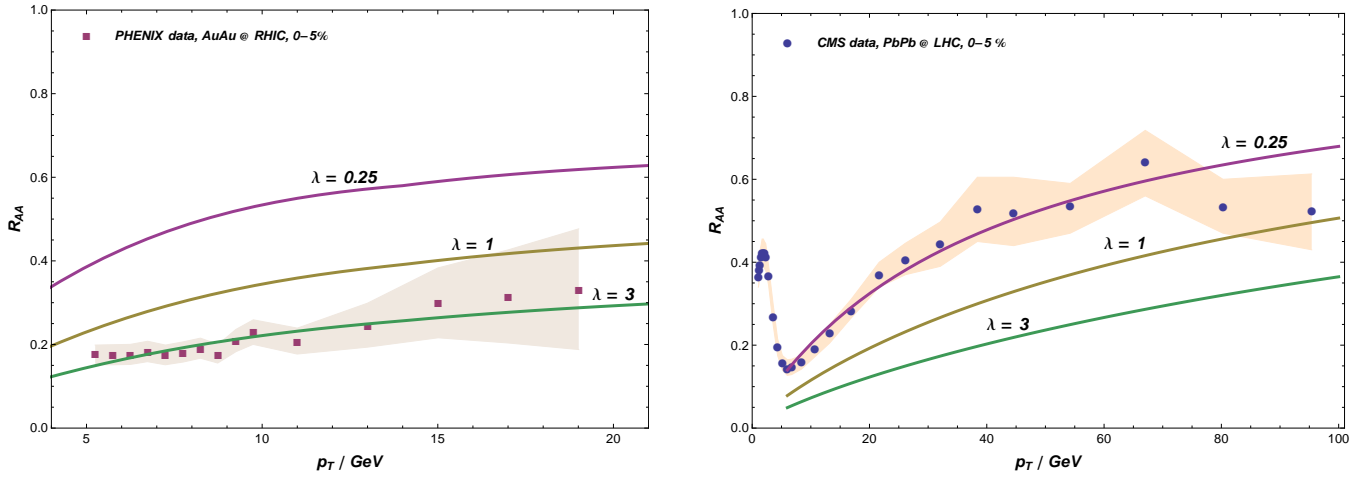 1.0
PHENIX data, AuAu @ RHIC, 0–5%
0.8
0.6
λ = 0.25
R_AA
0.4
λ = 1
λ = 3
0.2
0.0
5 10 15 20
p_T / GeV
1.0
CMS data, PbPb @ LHC, 0–5 %
0.8
λ = 0.25
0.6
R_AA
λ = 1
0.4
λ = 3
0.2
0.0
0 20 40 60 80 100
p_T / GeV